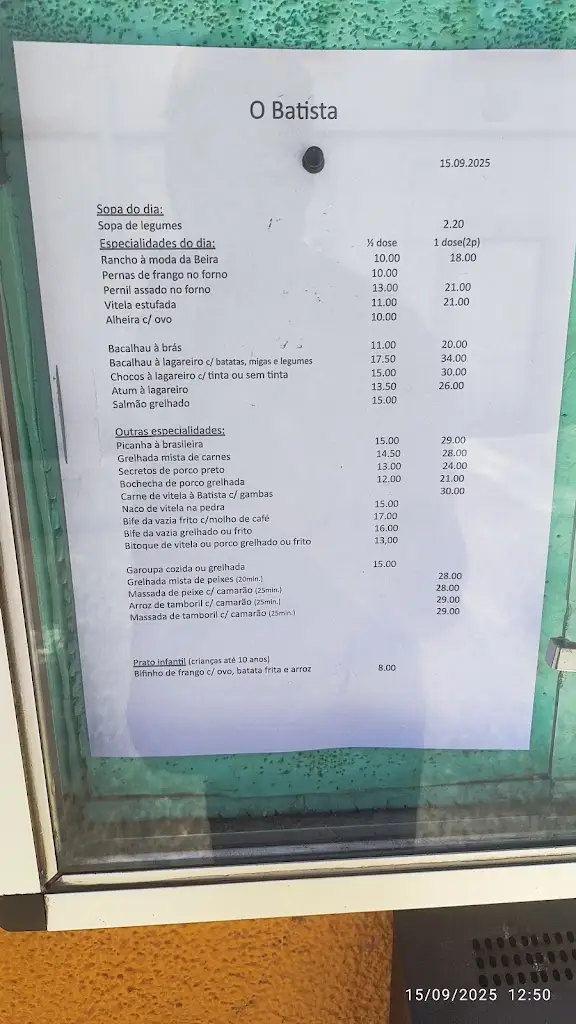 O Batista
15.09.2025
Sopa do dia:
Sopa de legumes 2.20
Especialidades do dia: ½ dose 1 dose(2p)
Rancho à moda da Beira 10.00 18.00
Pernas de frango no forno 10.00
Pernil assado no forno 13.00 21.00
Vitela estufada 11.00 21.00
Alheira c/ ovo 10.00
Bacalhau à brás 11.00 20.00
Bacalhau à lagareiro c/ batatas, migas e legumes 17.50 34.00
Chocos à lagareiro c/ tinta ou sem tinta 15.00 30.00
Atum à lagareiro 13.50 26.00
Salmão grelhado 15.00
Outras especialidades:
Picanha à brasileira 15.00 29.00
Grelhada mista de carnes 14.50 28.00
Secretos de porco preto 13.00 24.00
Bochecha de porco grelhada 12.00 21.00
Carne de vitela à Batista c/ gambas 30.00
Naco de vitela na pedra 15.00
Bife da vazia frito c/molho de café 17.00
Bife da vazia grelhado ou frito 16.00
Bitoque de vitela ou porco grelhado ou frito 13,00
Garoupa cozida ou grelhada 15.00
Grelhada mista de peixes (20min.) 28.00
Massada de peixe c/ camarão (25min.) 28.00
Arroz de tamboril c/ camarão (25min.) 29.00
Massada de tamboril c/ camarão (25min.) 29.00
Prato Infantil (crianças até 10 anos)
Bifinho de frango c/ ovo, batata frita e arroz 8.00
15/09/2025 12:50